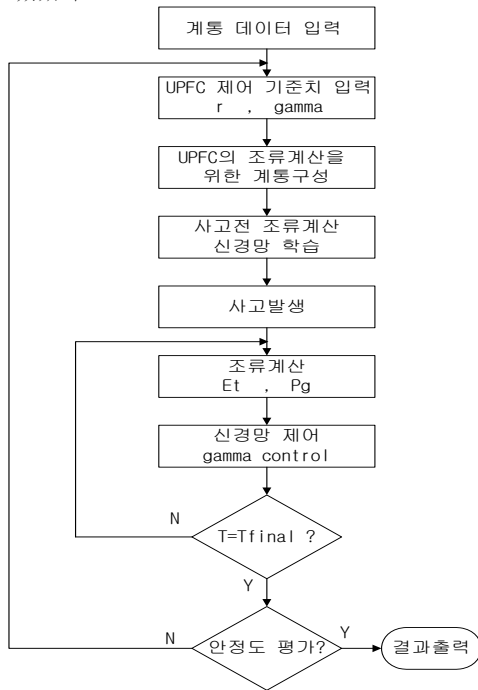 계통 데이터 입력
UPFC 제어 기준치 입력
r , gamma
UPFC의 조류계산을
위한 계통구성
사고전 조류계산
신경망 학습
사고발생
조류계산
Et , Pg
신경망 제어
gamma control
N
T=Tfinal ?
Y
N
안정도 평가?
Y
결과출력